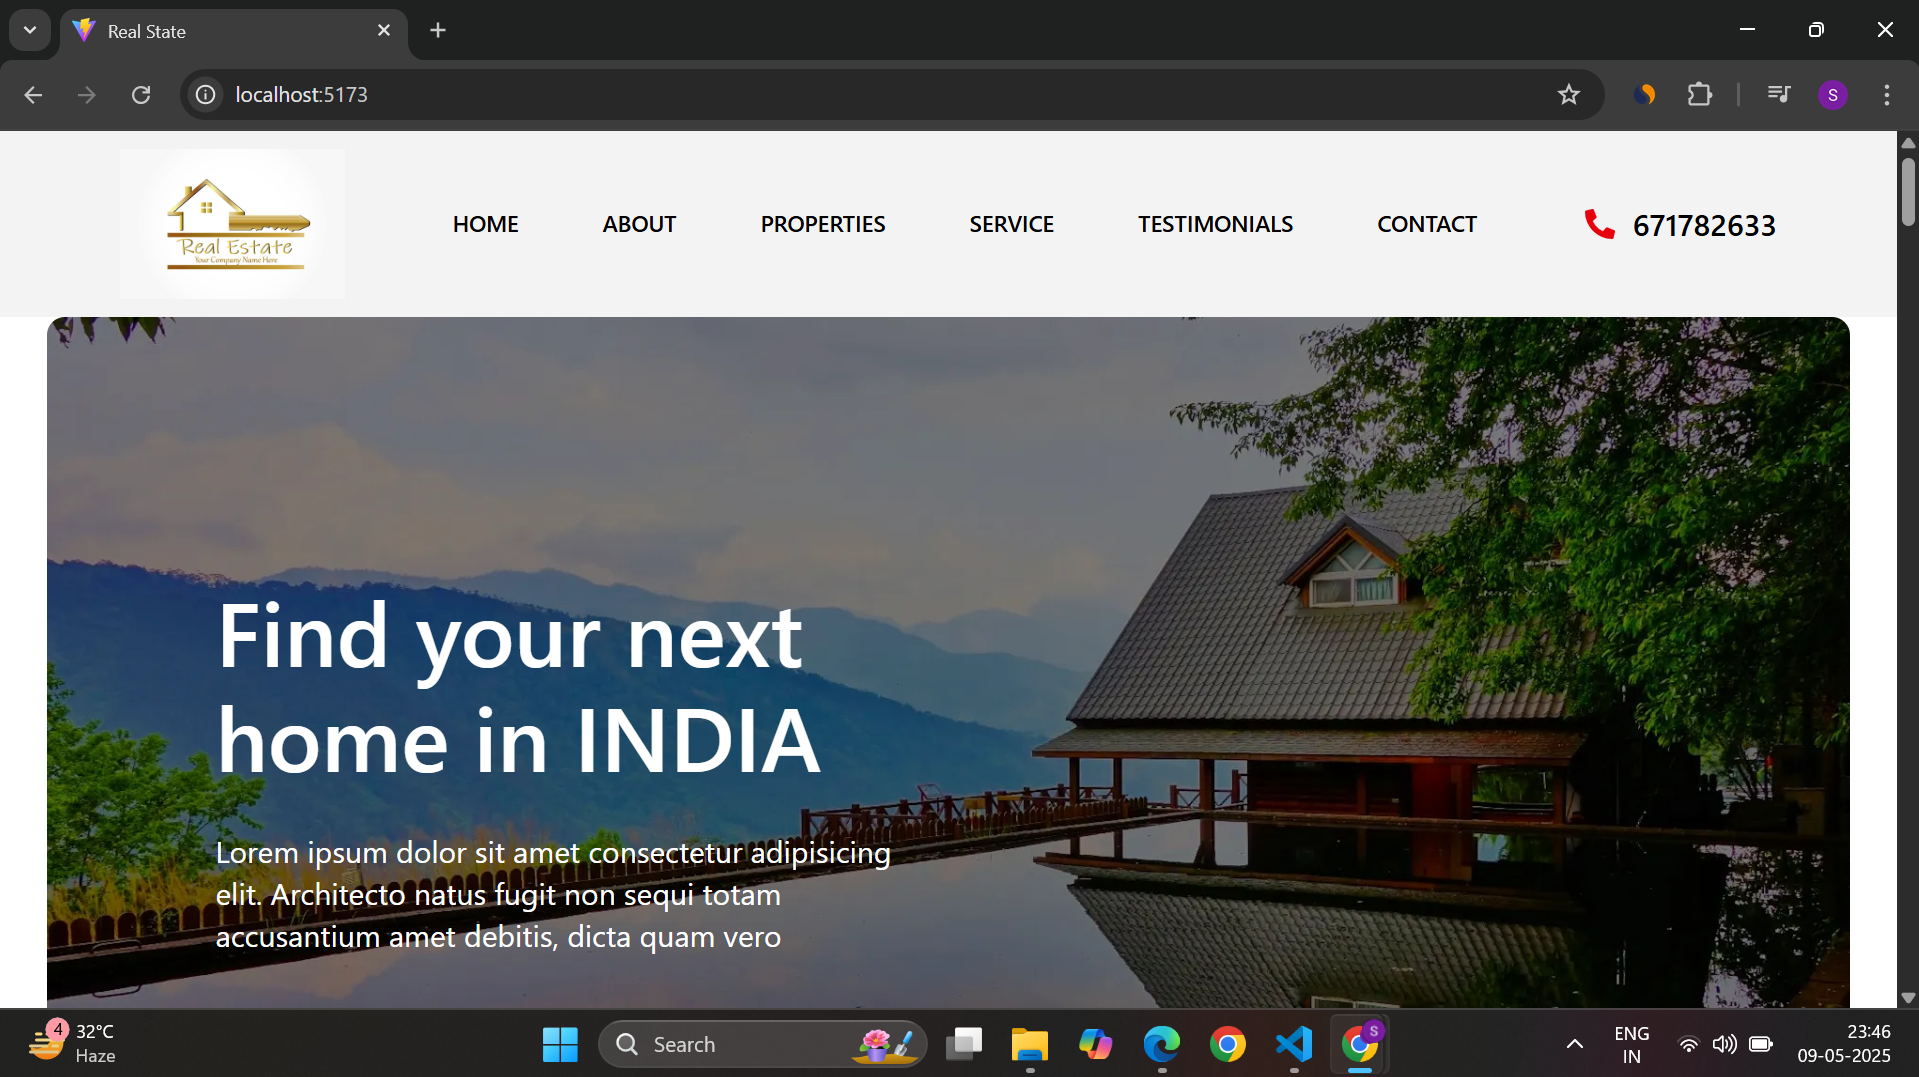 Real State
localhost:5173
S
Real Estate
Your Company Name Here
HOME
ABOUT
PROPERTIES
SERVICE
TESTIMONIALS
CONTACT
671782633
Find your next
home in INDIA
Lorem ipsum dolor sit amet consectetur adipisicing
elit. Architecto natus fugit non sequi totam
accusantium amet debitis, dicta quam vero
4
32°C
Haze
Search
S
ENG
IN
23:46
09-05-2025